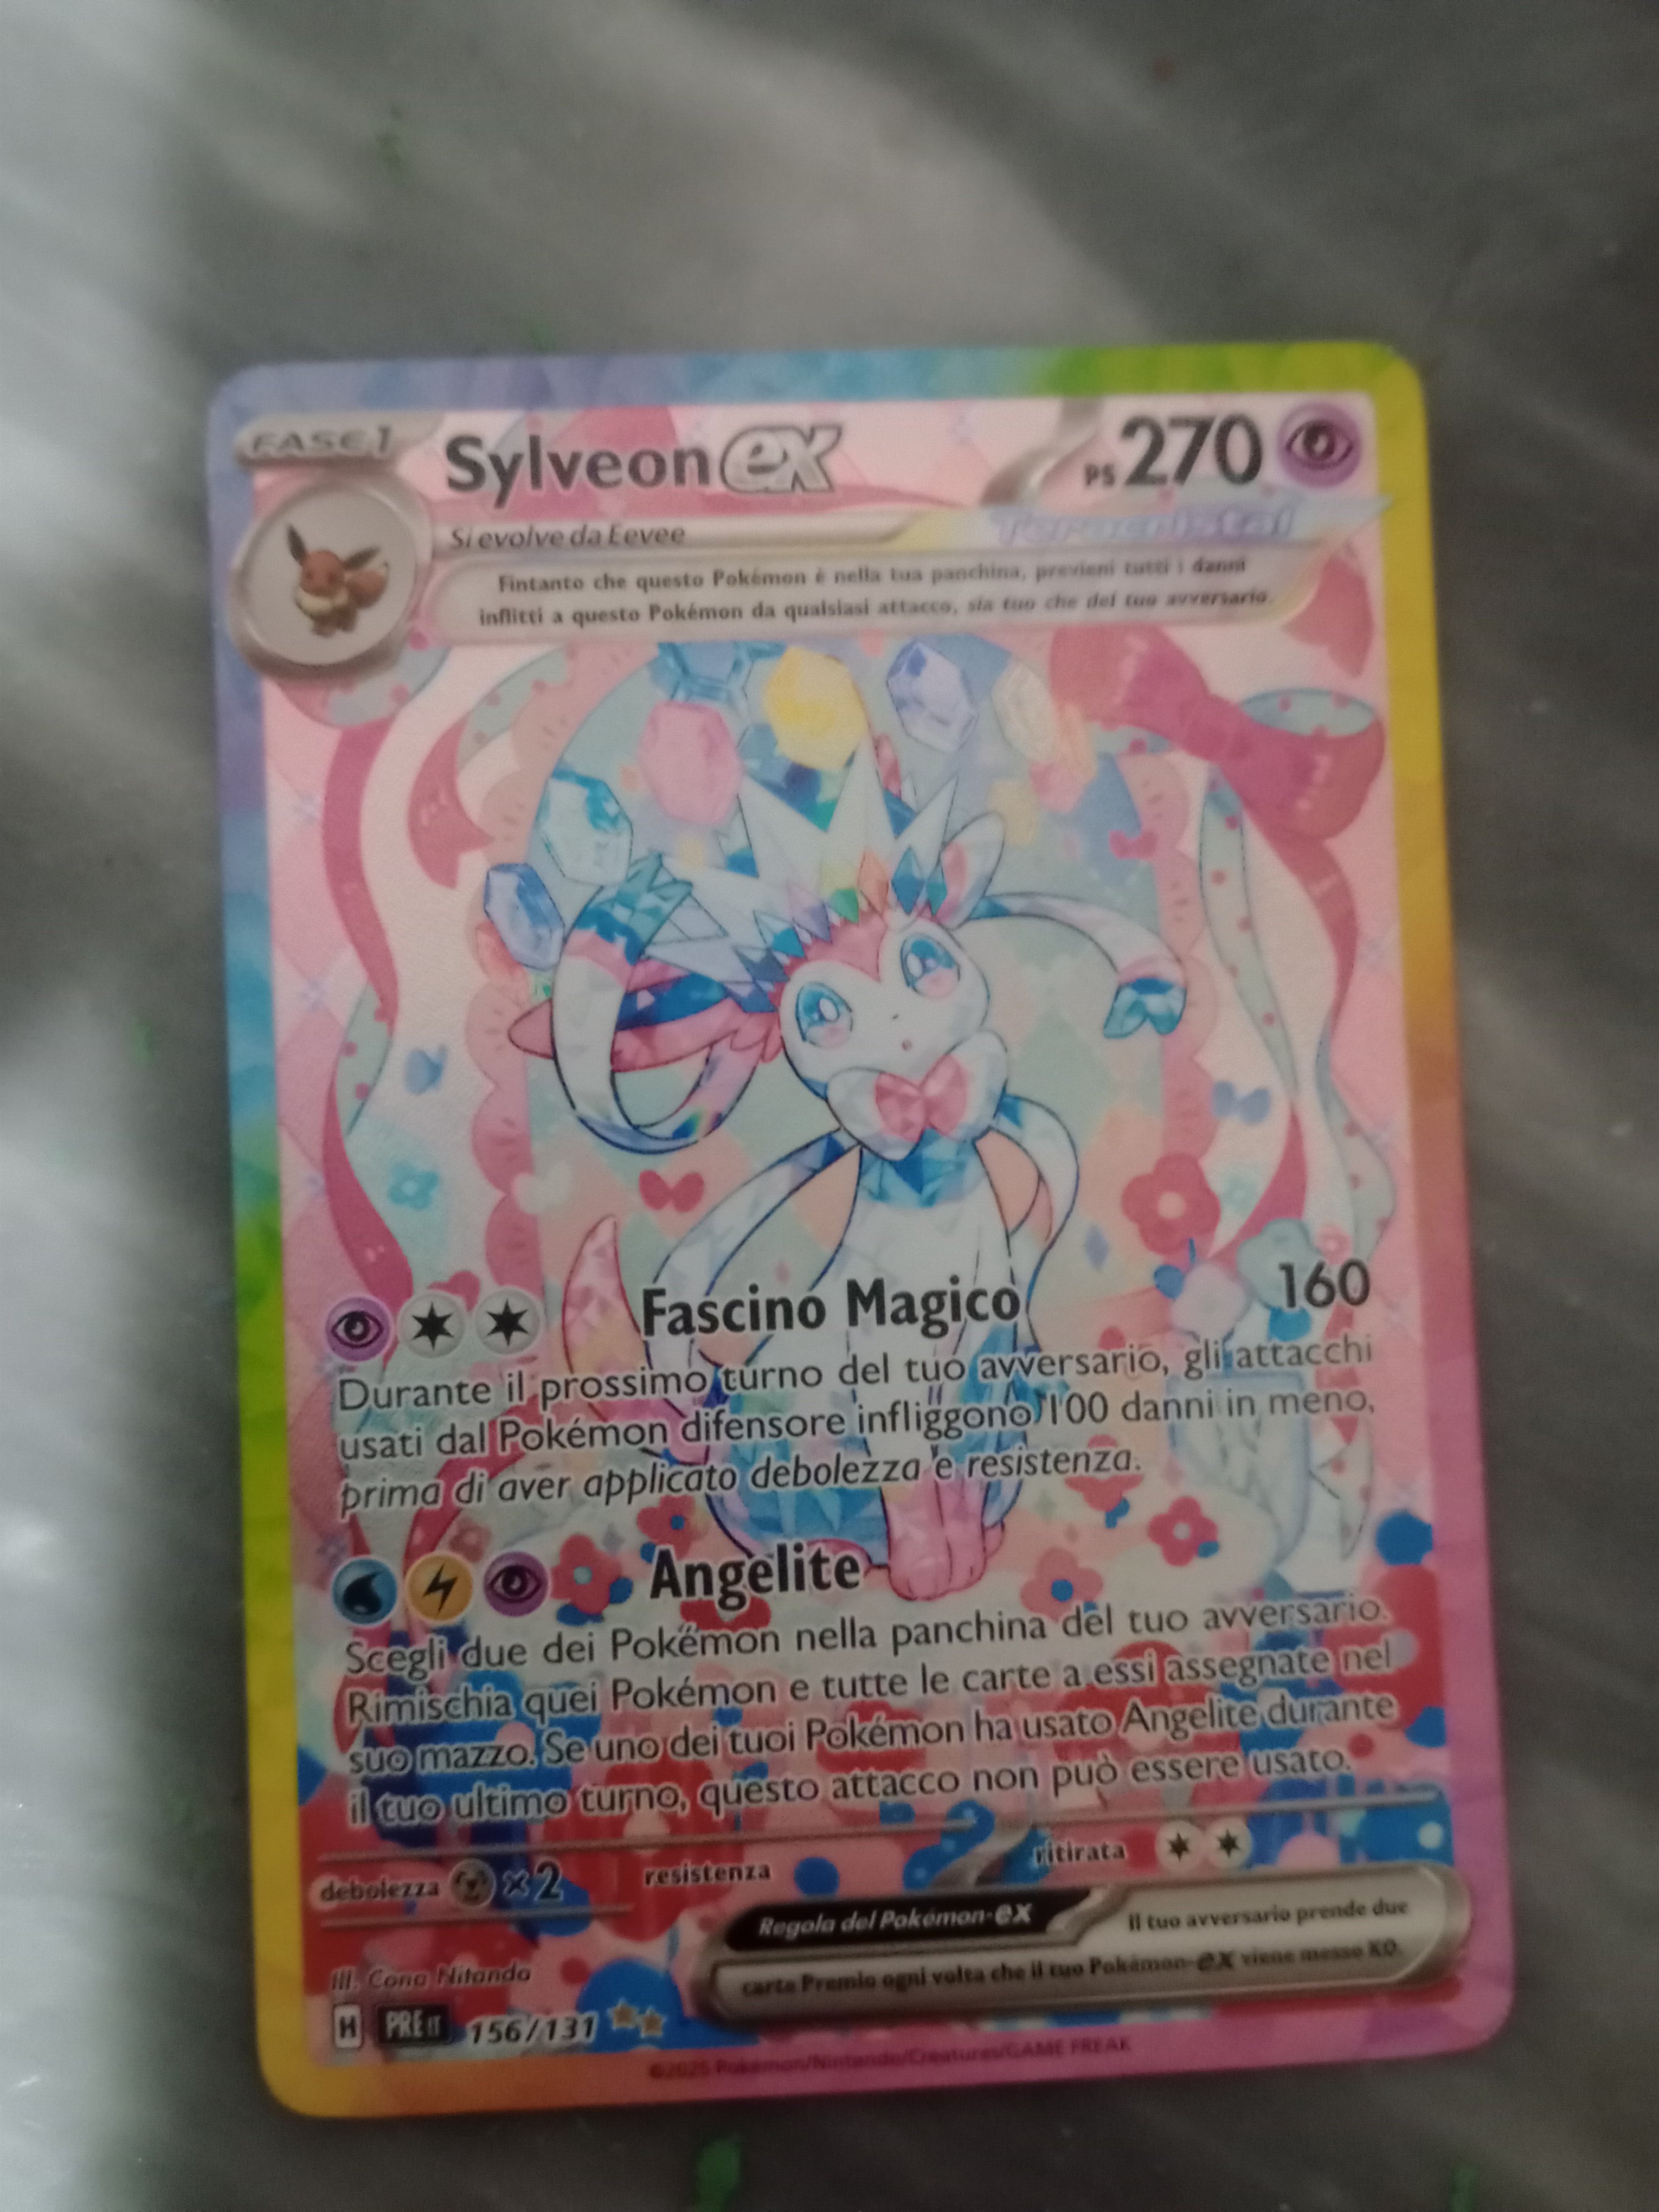 FASE 1
Sylveon ex
PS 270
Si evolve da Eevee
Teracristal
Fintanto che questo Pokémon è nella tua panchina, previeni tutti i danni
inflitti a questo Pokémon da qualsiasi attacco, sia tuo che del tuo avversario.
Fascino Magico 160
Durante il prossimo turno del tuo avversario, gli attacchi
usati dal Pokémon difensore infliggono 100 danni in meno,
prima di aver applicato debolezza e resistenza.
Angelite
Scegli due dei Pokémon nella panchina del tuo avversario.
Rimischia quei Pokémon e tutte le carte a essi assegnate nel
suo mazzo. Se uno dei tuoi Pokémon ha usato Angelite durante
il tuo ultimo turno, questo attacco non può essere usato.
debolezza ×2 resistenza ritirata
Regola del Pokémon-ex Il tuo avversario prende due
carte Premio ogni volta che il tuo Pokémon-ex viene messo KO.
Ill. Cona Nitanda
H PRE IT 156/131
©2025 Pokémon/Nintendo/Creatures/GAME FREAK